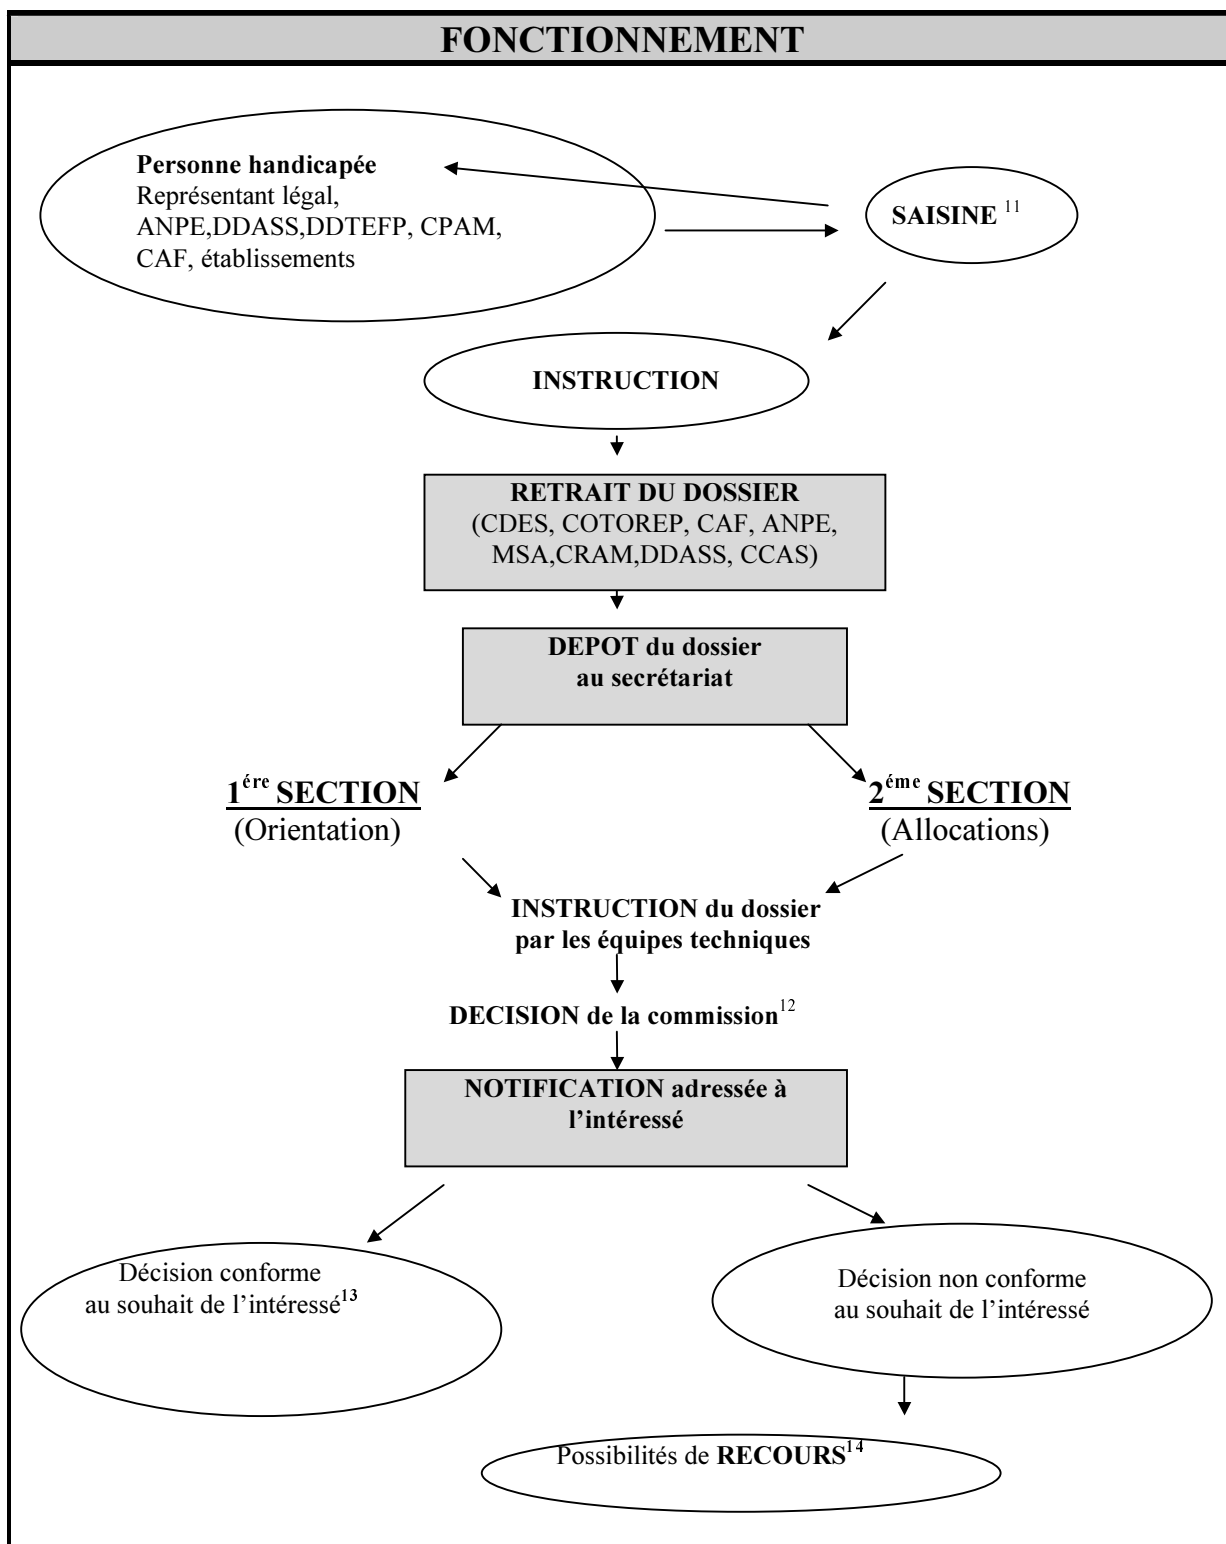 FONCTIONNEMENT
Personne handicapée
Représentant légal,
ANPE,DDASS,DDTEFP, CPAM,
CAF, établissements
SAISINE 11
INSTRUCTION
RETRAIT DU DOSSIER
(CDES, COTOREP, CAF, ANPE,
MSA,CRAM,DDASS, CCAS)
DEPOT du dossier
au secrétariat
1ére SECTION
(Orientation)
2éme SECTION
(Allocations)
INSTRUCTION du dossier
par les équipes techniques
DECISION de la commission12
NOTIFICATION adressée à
l’intéressé
Décision conforme
au souhait de l’intéressé13
Décision non conforme
au souhait de l’intéressé
Possibilités de RECOURS14